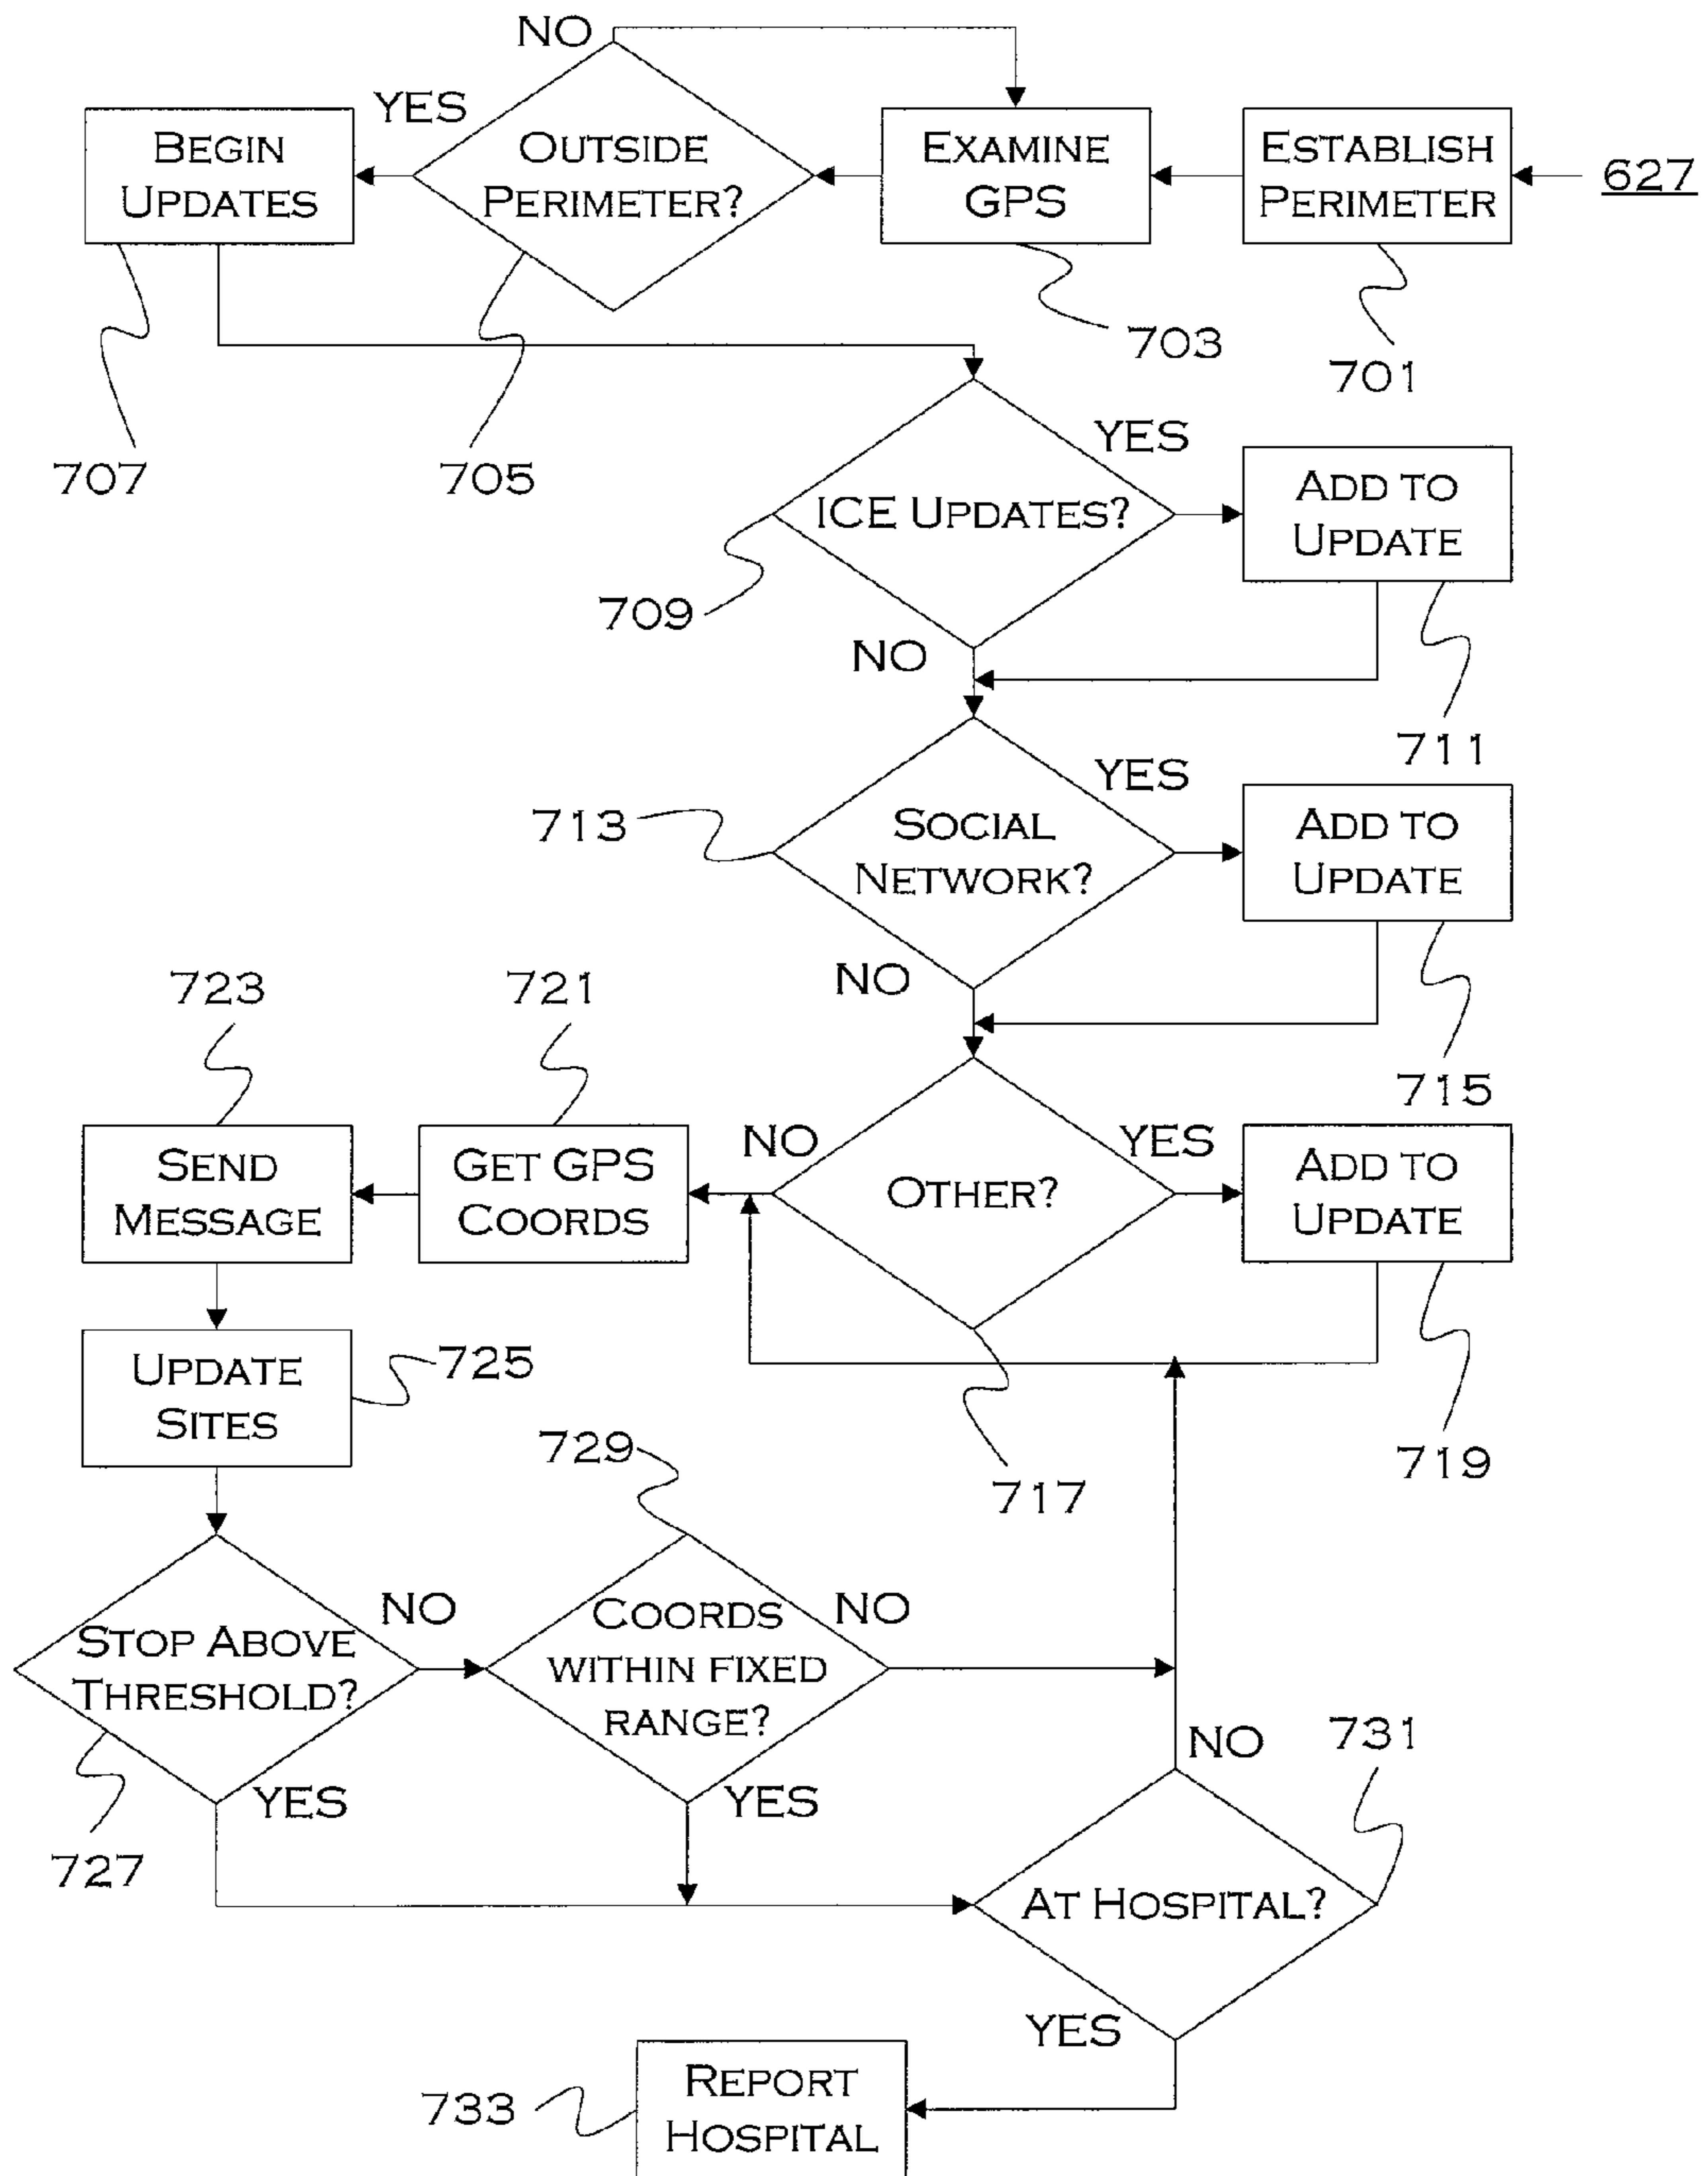 NO
YES
BEGIN
UPDATES
OUTSIDE
PERIMETER?
EXAMINE
GPS
ESTABLISH
PERIMETER
627
703
701
707
705
YES
ICE UPDATES?
ADD TO
UPDATE
709
NO
711
YES
713
SOCIAL
NETWORK?
ADD TO
UPDATE
NO
723
721
715
NO
YES
SEND
MESSAGE
GET GPS
COORDS
OTHER?
ADD TO
UPDATE
UPDATE
SITES
725
729
719
717
NO
NO
STOP ABOVE
THRESHOLD?
COORDS
WITHIN FIXED
RANGE?
731
NO
YES
YES
727
AT HOSPITAL?
YES
REPORT
HOSPITAL
733